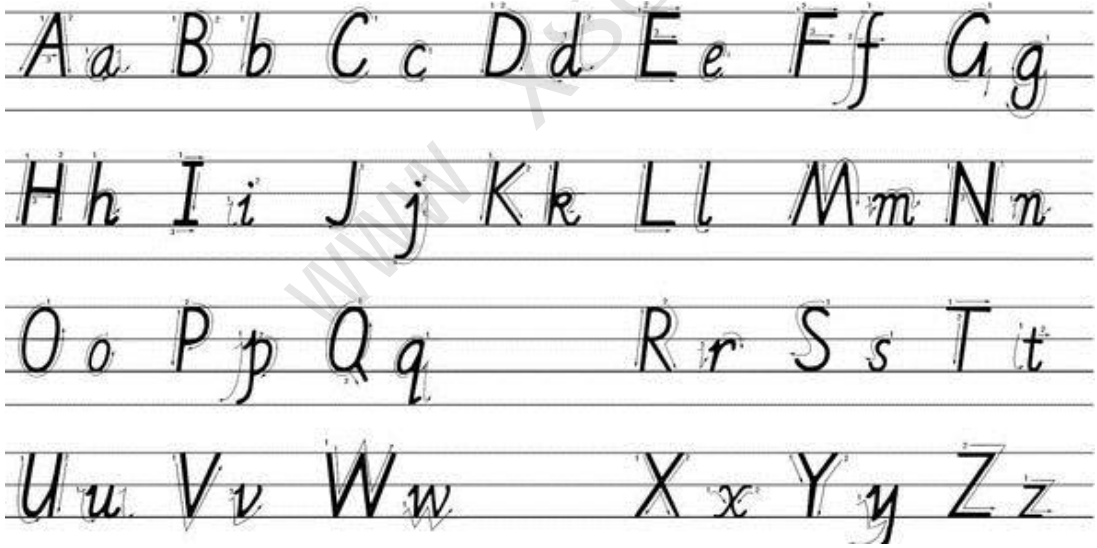 Aa Bb Cc Dd Ee Ff Gg
Hh Ii Jj Kk Ll Mm Nn
Oo Pp Qq Rr Ss Tt
Uu Vv Ww Xx Yy Zz